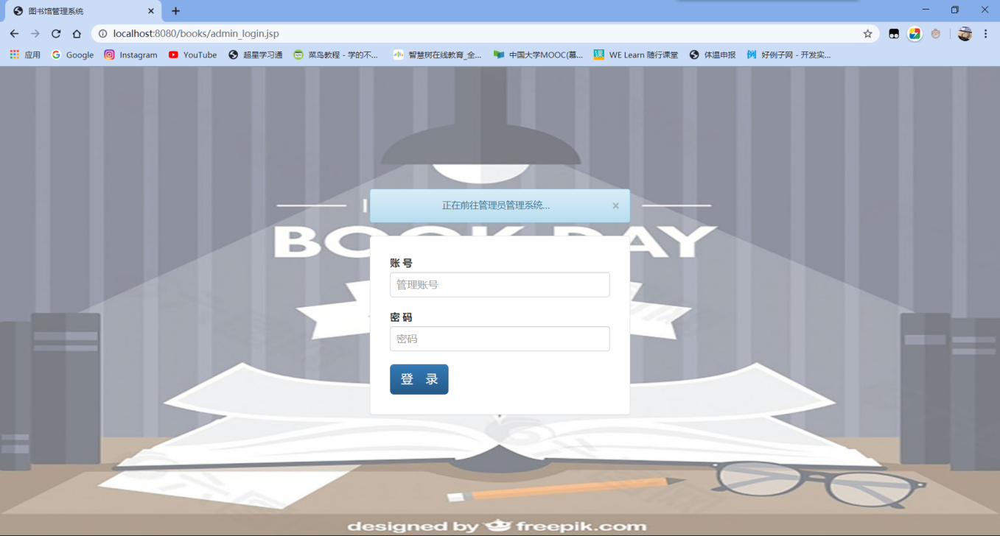 图书馆管理系统
localhost:8080/books/admin_login.jsp
应用 Google Instagram YouTube 超星学习通 菜鸟教程 - 学的不... 智慧树在线教育_全... 中国大学MOOC(慕... WE Learn 随行课堂 体温申报 好例子网 - 开发实...
正在前往管理员管理系统... ×
BOOK DAY
账 号
管理账号
密 码
密码
登 录
designed by freepik.com